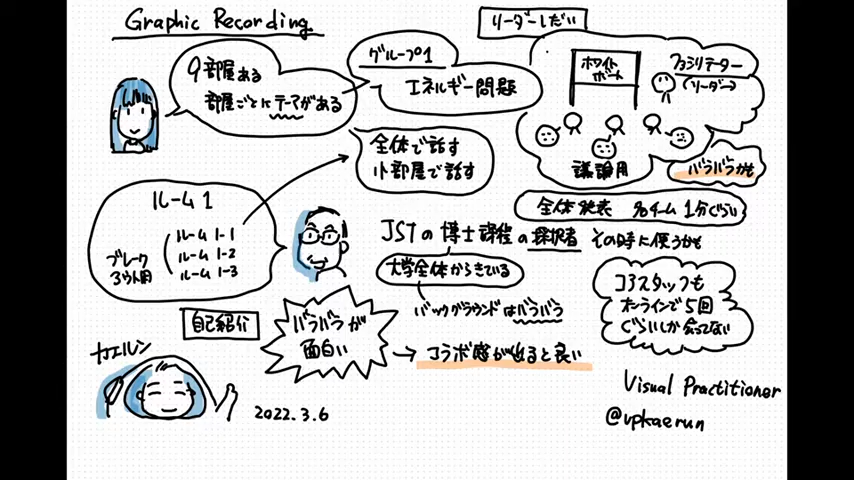 Graphic Recording
リーダーしだい
9部屋ある
部屋ごとにテーマがある
グループ1
エネルギー問題
ホワイト
ボード
ファシリテーター
(リーダー)
議論用
バラバラかも
全体で話す
小部屋で話す
全体発表 各チーム 1分ぐらい
ルーム1
ブレーク
アウト用
ルーム 1-1
ルーム 1-2
ルーム 1-3
JSTの博士課程の採択者 その時に使うかも
大学全体からきている
バックグラウンドはバラバラ
コアスタッフも
オンラインで5回
ぐらいしか会ってない
自己紹介
バラバラが
面白い
→ コラボ感が出ると良い
カエルン
2022.3.6
Visual Practitioner
@vpkaerun